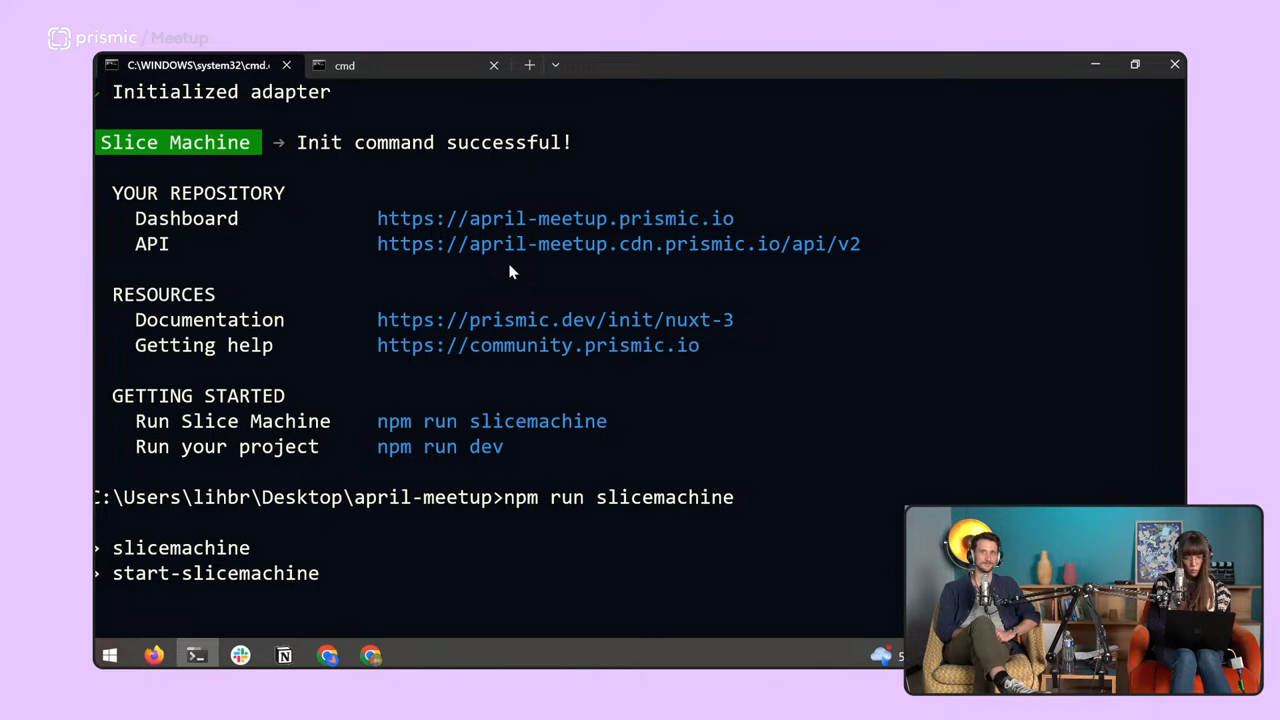 prismic / Meetup
C:\WINDOWS\system32\cmd.
cmd
Initialized adapter
Slice Machine → Init command successful!
YOUR REPOSITORY
Dashboard https://april-meetup.prismic.io
API https://april-meetup.cdn.prismic.io/api/v2
RESOURCES
Documentation https://prismic.dev/init/nuxt-3
Getting help https://community.prismic.io
GETTING STARTED
Run Slice Machine npm run slicemachine
Run your project npm run dev
C:\Users\lihbr\Desktop\april-meetup>npm run slicemachine
> slicemachine
> start-slicemachine
5